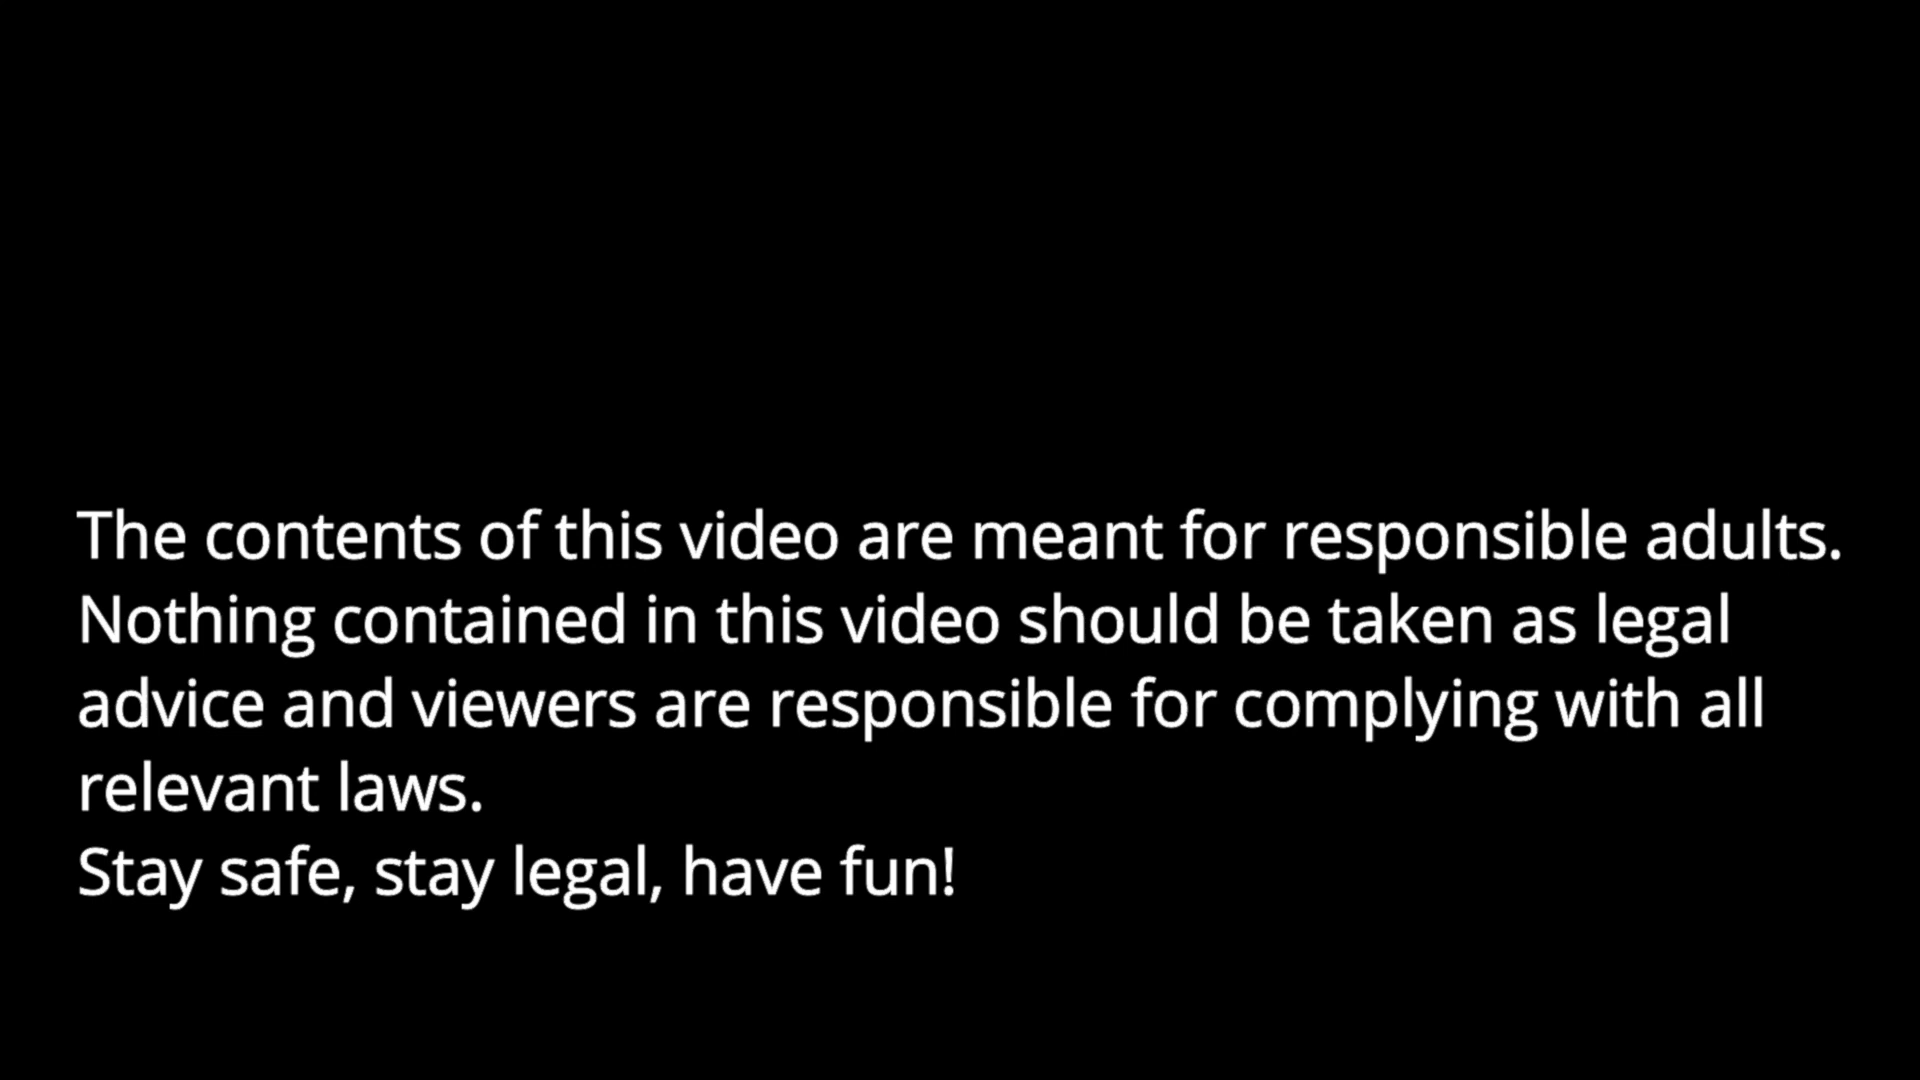 The contents of this video are meant for responsible adults.
Nothing contained in this video should be taken as legal
advice and viewers are responsible for complying with all
relevant laws.
Stay safe, stay legal, have fun!